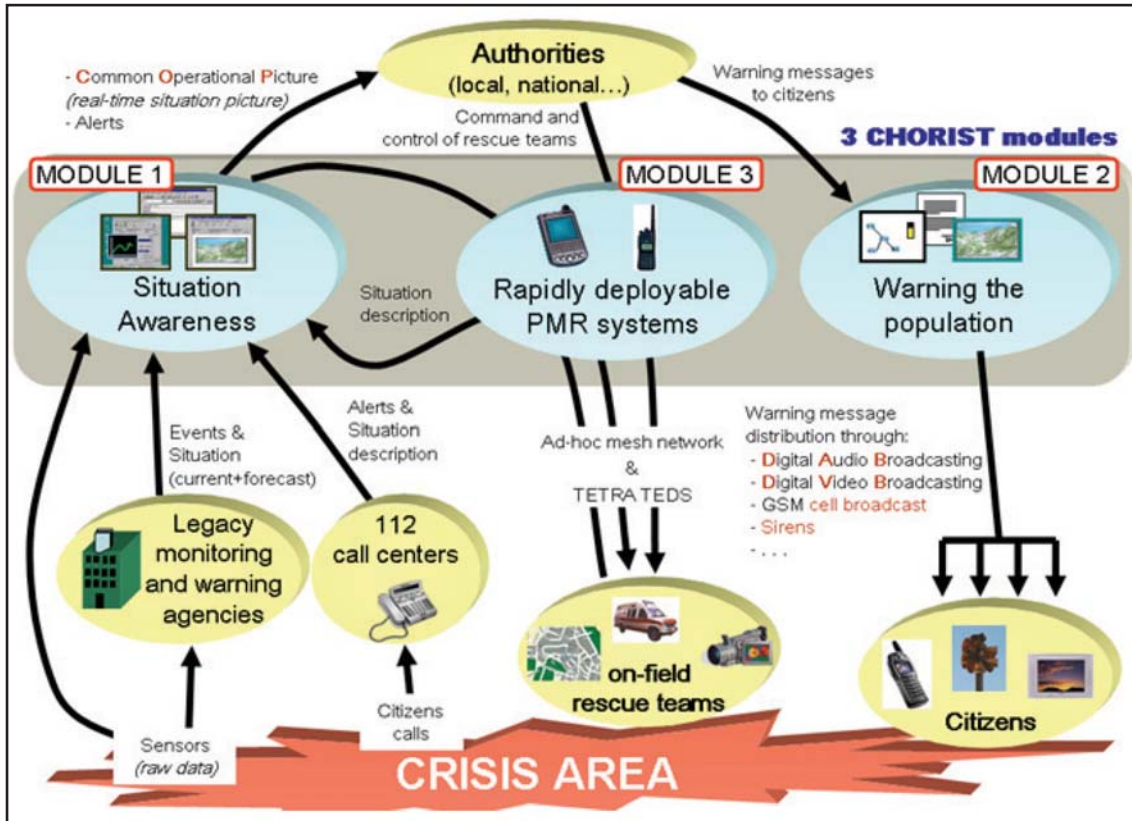 Authorities
(local, national...)
- Common Operational Picture
(real-time situation picture)
- Alerts
Command and
control of rescue teams
Warning messages
to citizens
3 CHORIST modules
MODULE 1
MODULE 3
MODULE 2
Situation
Awareness
Situation
description
Rapidly deployable
PMR systems
Warning the
population
Events &
Situation
(current+forecast)
Alerts &
Situation
description
Ad-hoc mesh network
&
TETRA TEDS
Warning message
distribution through:
- Digital Audio Broadcasting
- Digital Video Broadcasting
- GSM cell broadcast
- Sirens
- . . .
Legacy
monitoring
and warning
agencies
112
call centers
on-field
rescue teams
Citizens
Sensors
(raw data)
Citizens
calls
CRISIS AREA